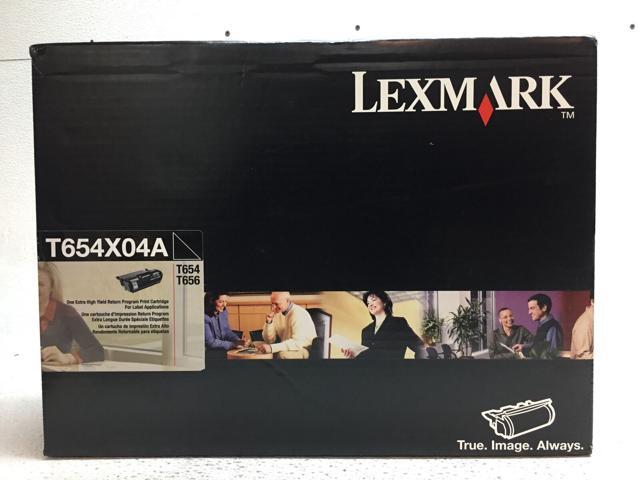 LEXMARK
TM
T654X04A
T654
T656
One Extra High Yield Return Program Print Cartridge
For Label Applications
Une cartouche d'impression Return Program
Extra Longue Durée Spéciale Etiquettes
Un cartucho de impresión Extra Alto
Rendimiento Retornable para etiquetas
True. Image. Always.